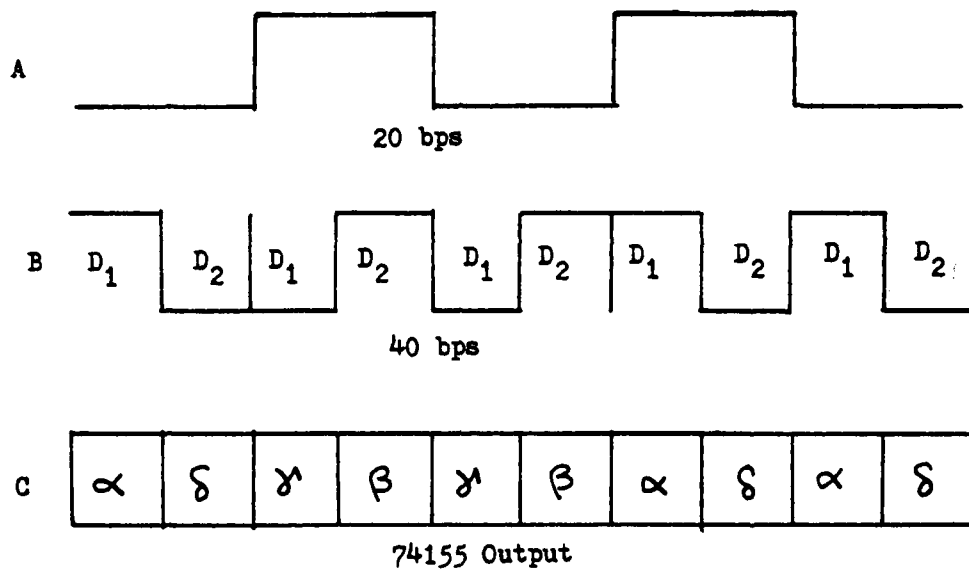 A
20 bps
B D₁ D₂ D₁ D₂ D₁ D₂ D₁ D₂ D₁ D₂
40 bps
C α δ γ β γ β α δ α δ
74155 Output